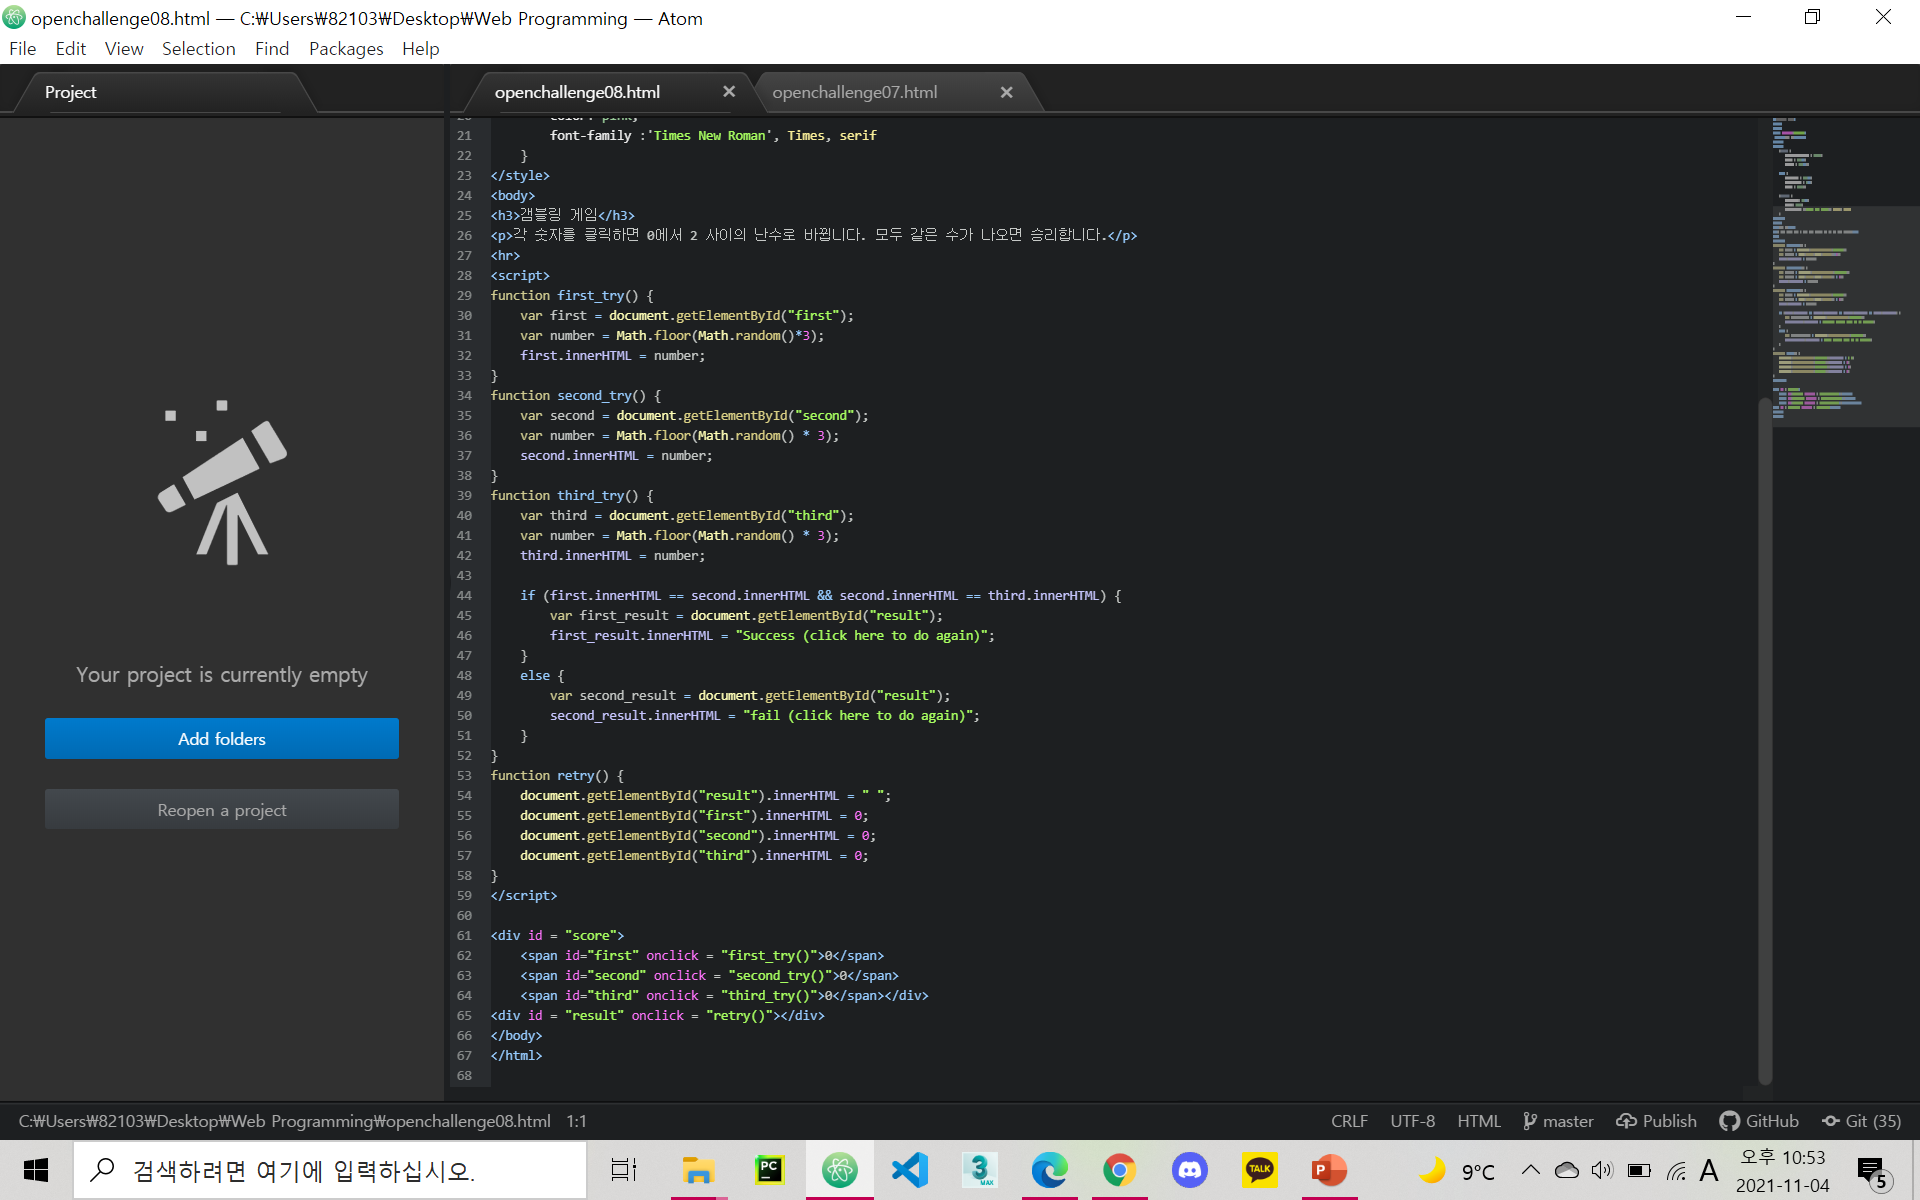 openchallenge08.html — C:₩Users₩82103₩Desktop₩Web Programming — Atom
File Edit View Selection Find Packages Help
Project
openchallenge08.html
openchallenge07.html
21 font-family :'Times New Roman', Times, serif
22 }
23 </style>
24 <body>
25 <h3>갬블링 게임</h3>
26 <p>각 숫자를 클릭하면 0에서 2 사이의 난수로 바뀝니다. 모두 같은 수가 나오면 승리합니다.</p>
27 <hr>
28 <script>
29 function first_try() {
30 var first = document.getElementById("first");
31 var number = Math.floor(Math.random()*3);
32 first.innerHTML = number;
33 }
34 function second_try() {
35 var second = document.getElementById("second");
36 var number = Math.floor(Math.random() * 3);
37 second.innerHTML = number;
38 }
39 function third_try() {
40 var third = document.getElementById("third");
41 var number = Math.floor(Math.random() * 3);
42 third.innerHTML = number;
43
44 if (first.innerHTML == second.innerHTML && second.innerHTML == third.innerHTML) {
45 var first_result = document.getElementById("result");
46 first_result.innerHTML = "Success (click here to do again)";
47 }
48 else {
49 var second_result = document.getElementById("result");
50 second_result.innerHTML = "fail (click here to do again)";
51 }
52 }
53 function retry() {
54 document.getElementById("result").innerHTML = " ";
55 document.getElementById("first").innerHTML = 0;
56 document.getElementById("second").innerHTML = 0;
57 document.getElementById("third").innerHTML = 0;
58 }
59 </script>
60
61 <div id = "score">
62 <span id="first" onclick = "first_try()">0</span>
63 <span id="second" onclick = "second_try()">0</span>
64 <span id="third" onclick = "third_try()">0</span></div>
65 <div id = "result" onclick = "retry()"></div>
66 </body>
67 </html>
68
Your project is currently empty
Add folders
Reopen a project
C:₩Users₩82103₩Desktop₩Web Programming₩openchallenge08.html 1:1
CRLF UTF-8 HTML master Publish GitHub Git (35)
검색하려면 여기에 입력하십시오.
PC
3
MAX
TALK
P
9°C
A
오후 10:53
2021-11-04
5